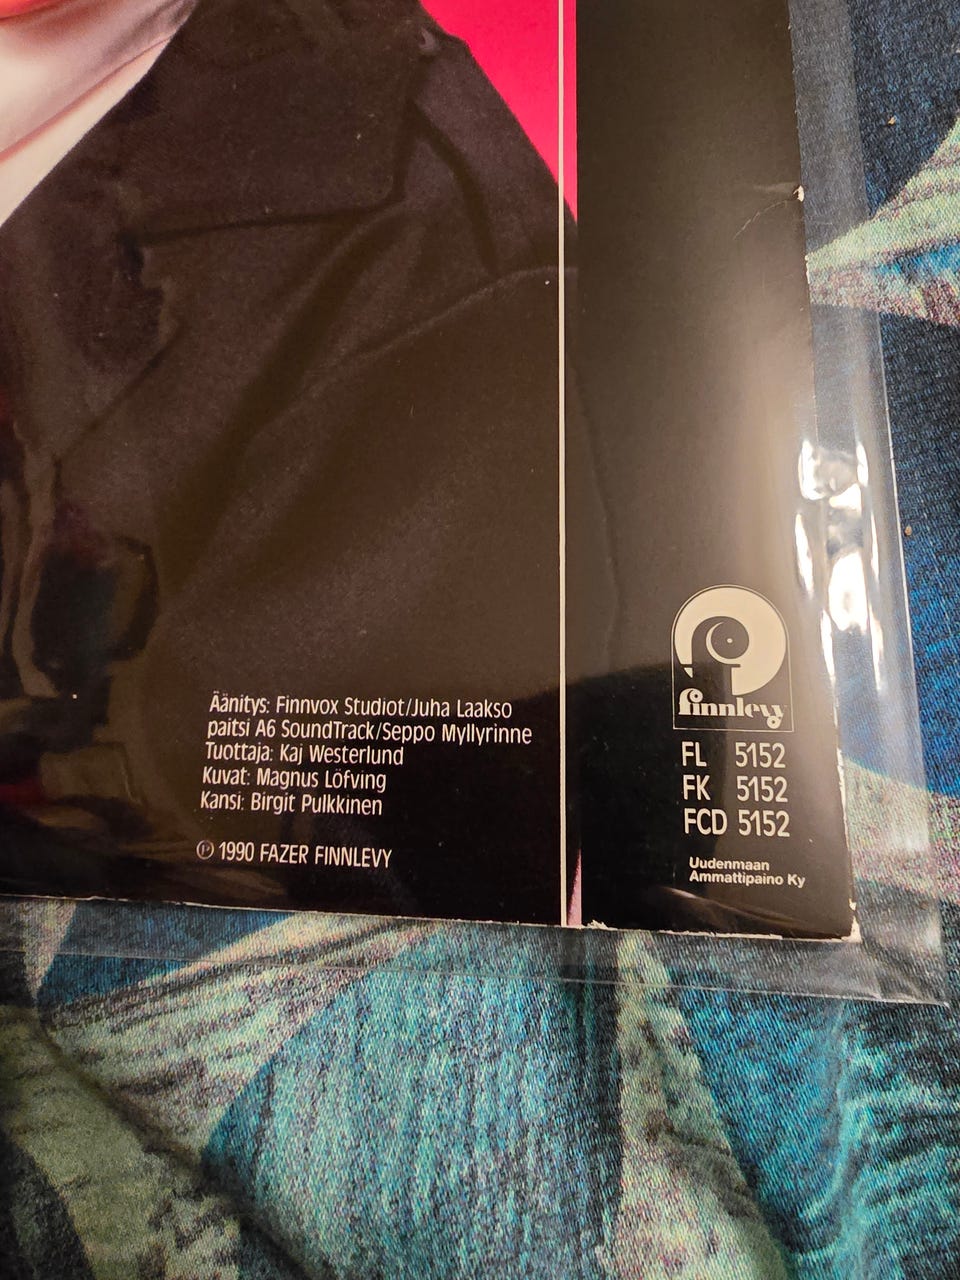 Äänitys: Finnvox Studiot/Juha Laakso
paitsi A6 SoundTrack/Seppo Myllyrinne
Tuottaja: Kaj Westerlund
Kuvat: Magnus Löfving
Kansi: Birgit Pulkkinen
℗ 1990 FAZER FINNLEVY
finnlevy
FL 5152
FK 5152
FCD 5152
Uudenmaan
Ammattipaino Ky